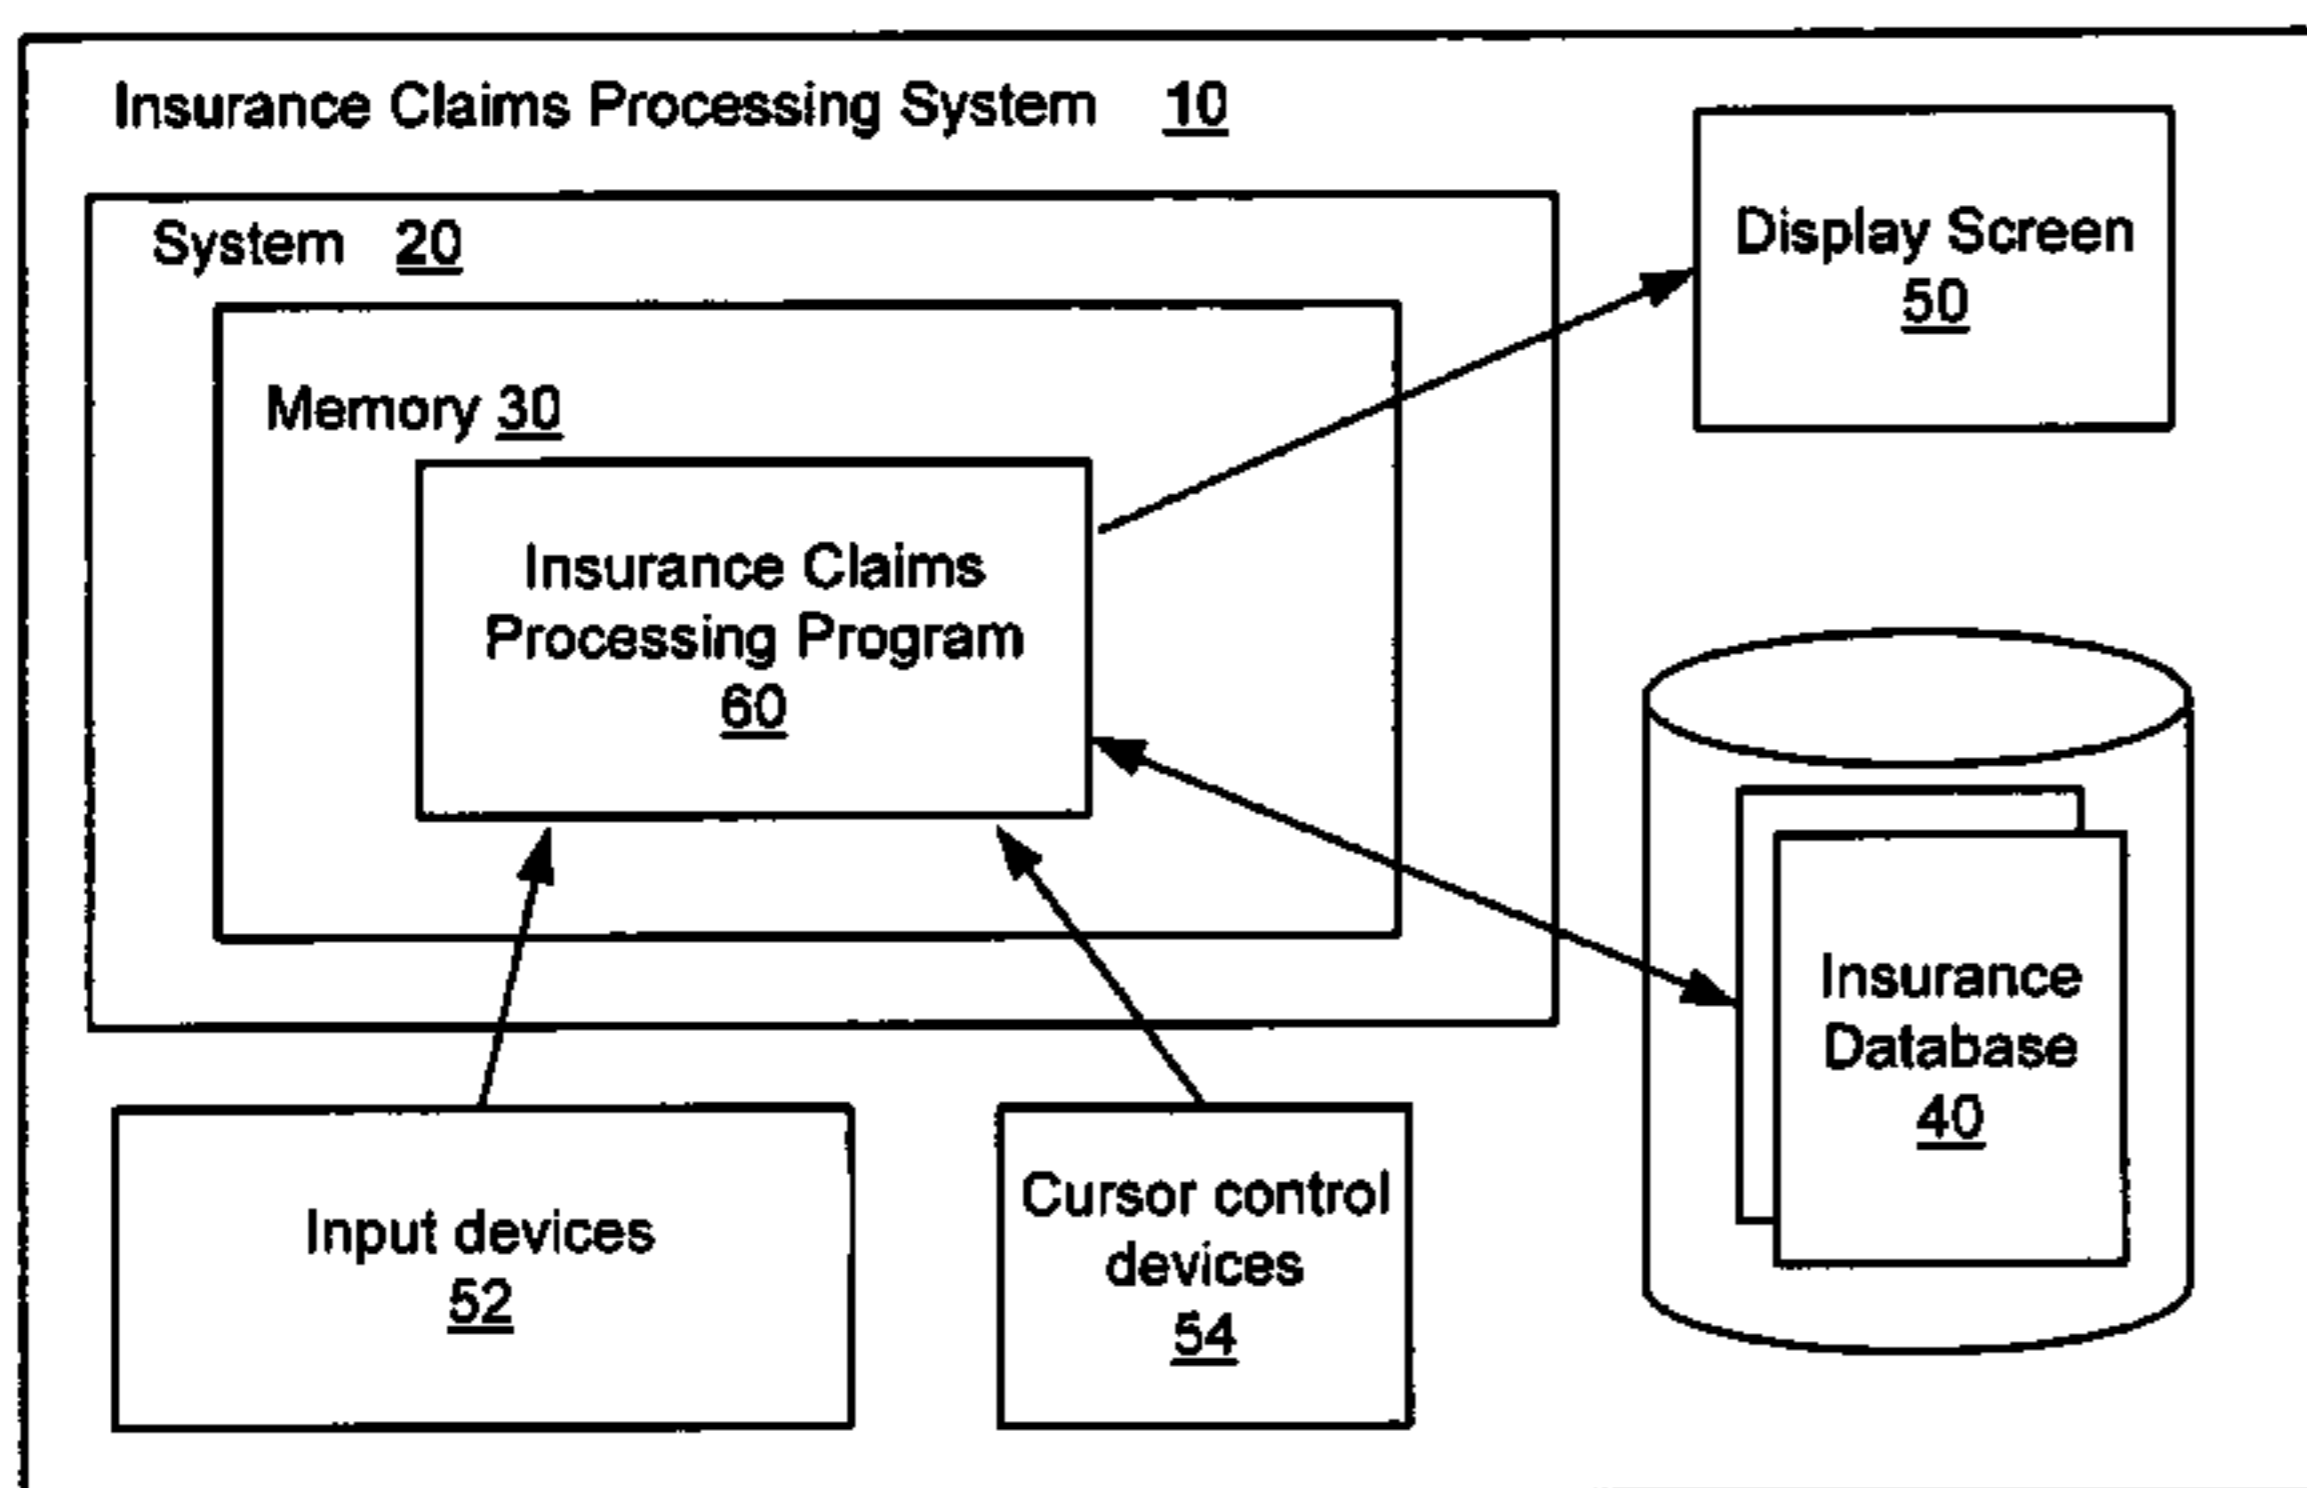 Insurance Claims Processing System 10
System 20
Display Screen
50
Memory 30
Insurance Claims
Processing Program
60
Insurance
Database
40
Input devices
52
Cursor control
devices
54